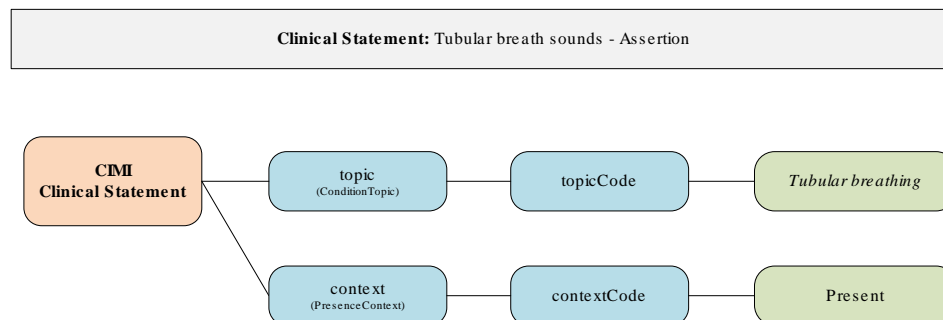 Clinical Statement: Tubular breath sounds - Assertion
CIMI
Clinical Statement
topic
(ConditionTopic)
topicCode
Tubular breathing
context
(PresenceContext)
contextCode
Present